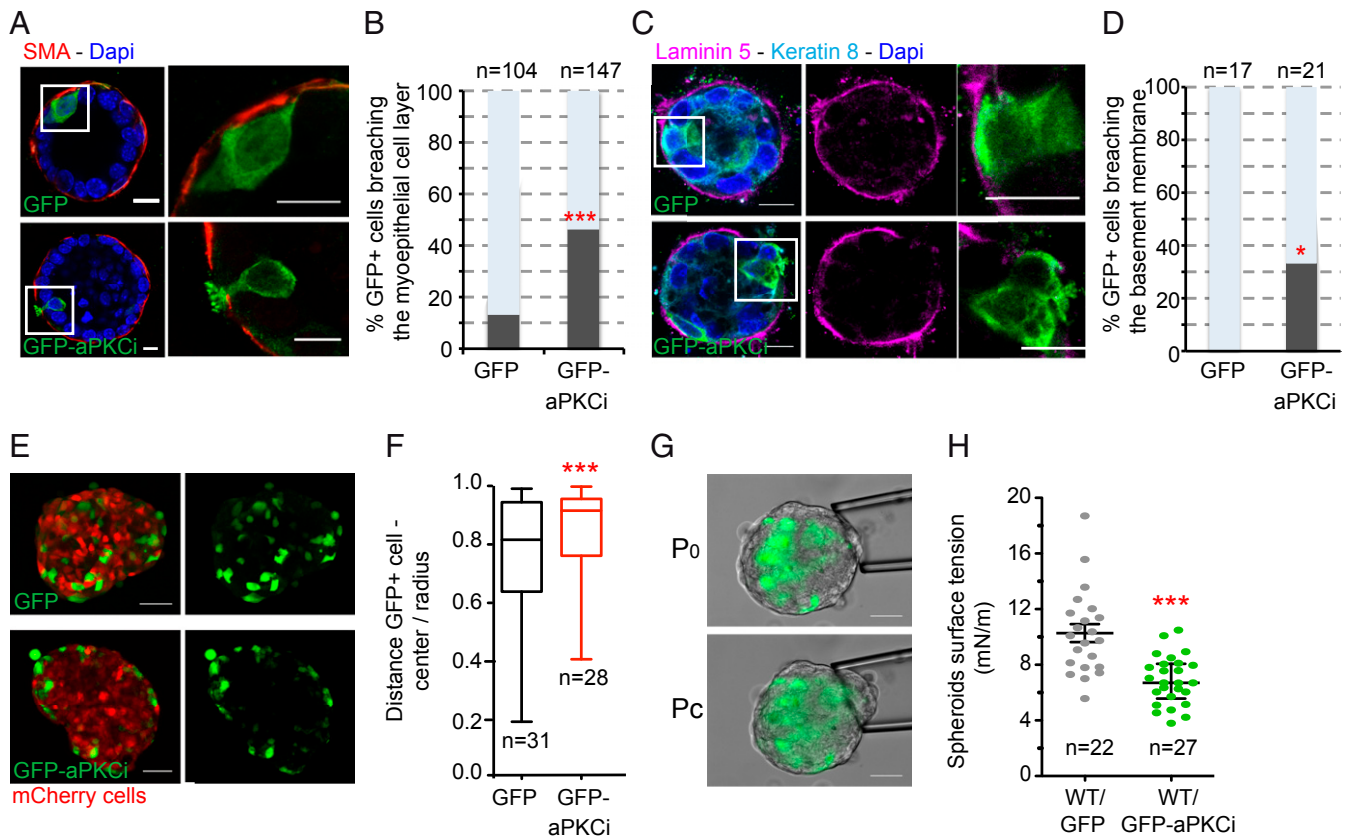 A
SMA - Dapi
GFP
GFP-aPKCi
B
n=104 n=147
% GFP+ cells breaching
the myoepithelial cell layer
100
80
60
40
20
0
***
GFP
GFP-
aPKCi
C
Laminin 5 - Keratin 8 - Dapi
GFP
GFP-aPKCi
D
n=17 n=21
% GFP+ cells breaching
the basement membrane
100
80
60
40
20
0
*
GFP
GFP-
aPKCi
E
GFP
GFP-aPKCi
mCherry cells
F
Distance GFP+ cell -
center / radius
1.0
0.8
0.6
0.4
0.2
0.0
***
n=31
n=28
GFP
GFP-
aPKCi
G
P0
Pc
H
Spheroids surface tension
(mN/m)
20
16
12
8
4
0
***
n=22 n=27
WT/
GFP
WT/
GFP-aPKCi